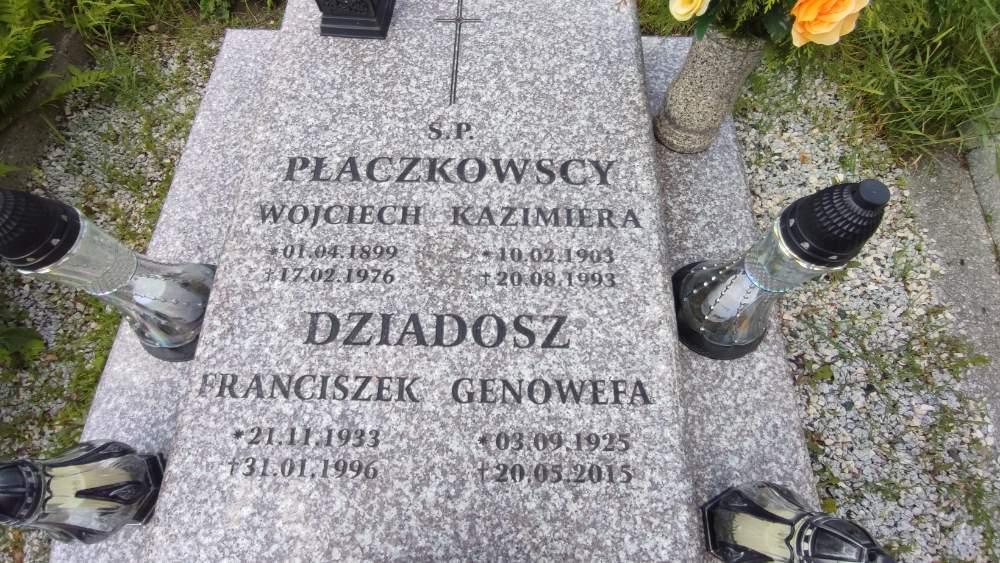 S.P.
PŁACZKOWSCY
WOJCIECH KAZIMIERA
*01.04.1899 *10.02.1903
†17.02.1976 †20.08.1993
DZIADOSZ
FRANCISZEK GENOWEFA
*21.11.1933 *03.09.1925
†31.01.1996 †20.05.2015